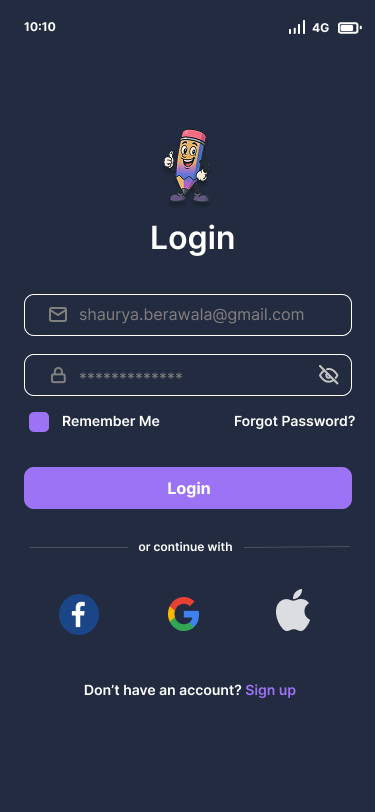 10:10 4G
Login
shaurya.berawala@gmail.com
*************
Remember Me Forgot Password?
Login
or continue with
Don’t have an account? Sign up